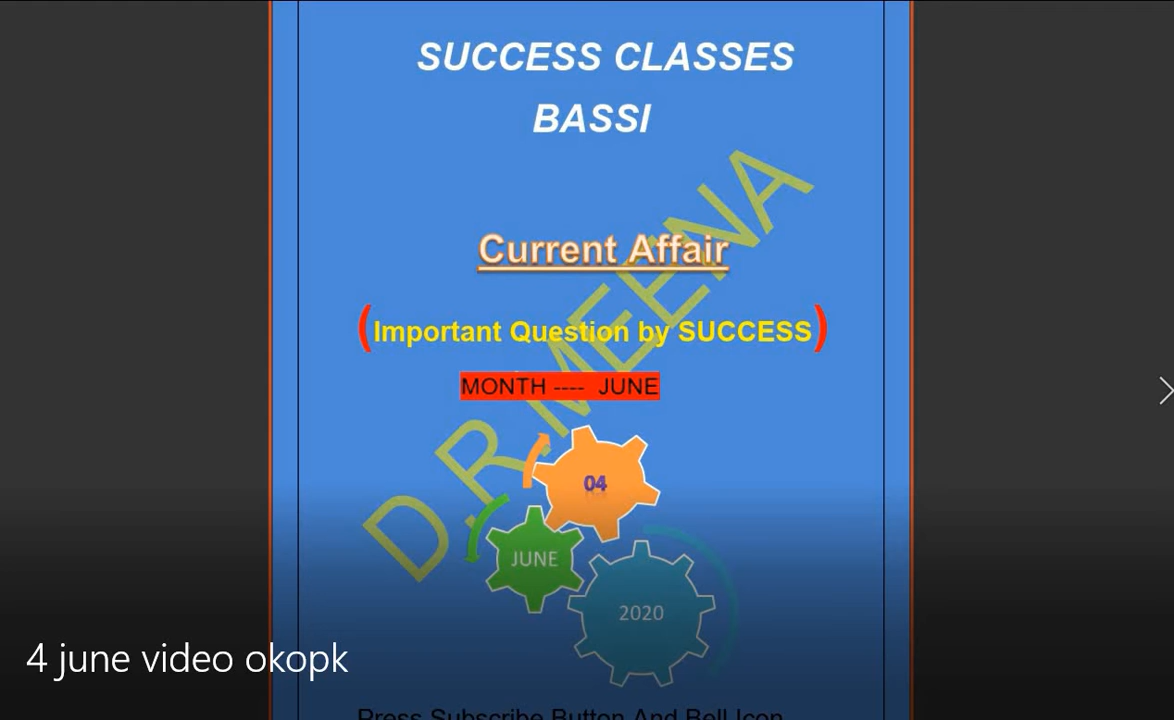 SUCCESS CLASSES
BASSI
Current Affair
(Important Question by SUCCESS)
MONTH ---- JUNE
D.R.MEENA
04
JUNE
2020
4 june video okopk
Press Subscribe Button And Bell Icon